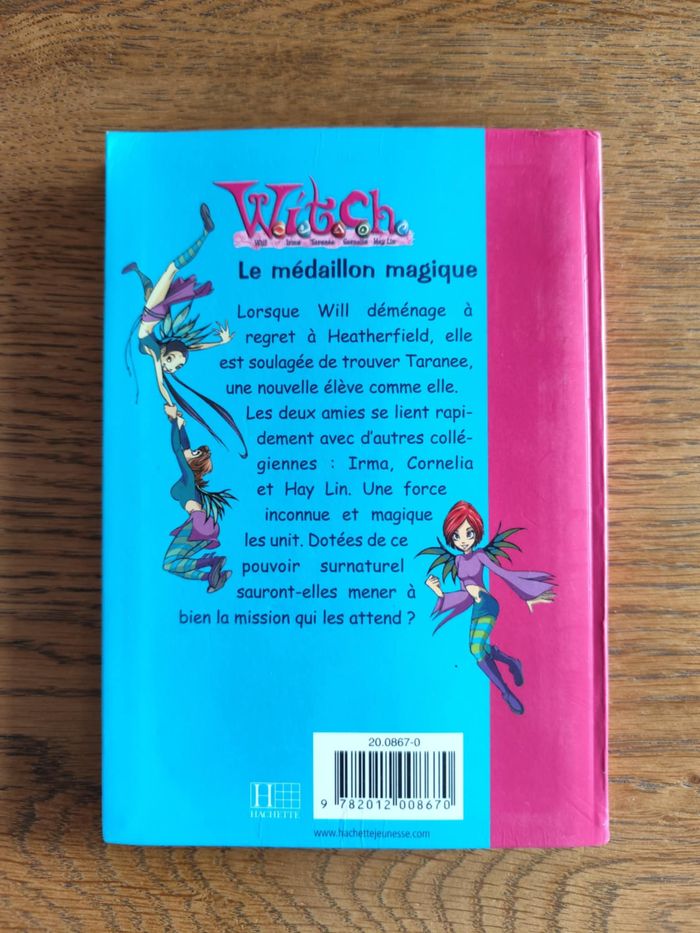 W.i.t.c.h.
Will Irma Taranee Cornelia Hay Lin
Le médaillon magique
Lorsque Will déménage à
regret à Heatherfield, elle
est soulagée de trouver Taranee,
une nouvelle élève comme elle.
Les deux amies se lient rapi-
dement avec d'autres collé-
giennes : Irma, Cornelia
et Hay Lin. Une force
inconnue et magique
les unit. Dotées de ce
pouvoir surnaturel
sauront-elles mener à
bien la mission qui les attend ?
20.0867-0
9 782012 008670
H
HACHETTE
www.hachettejeunesse.com